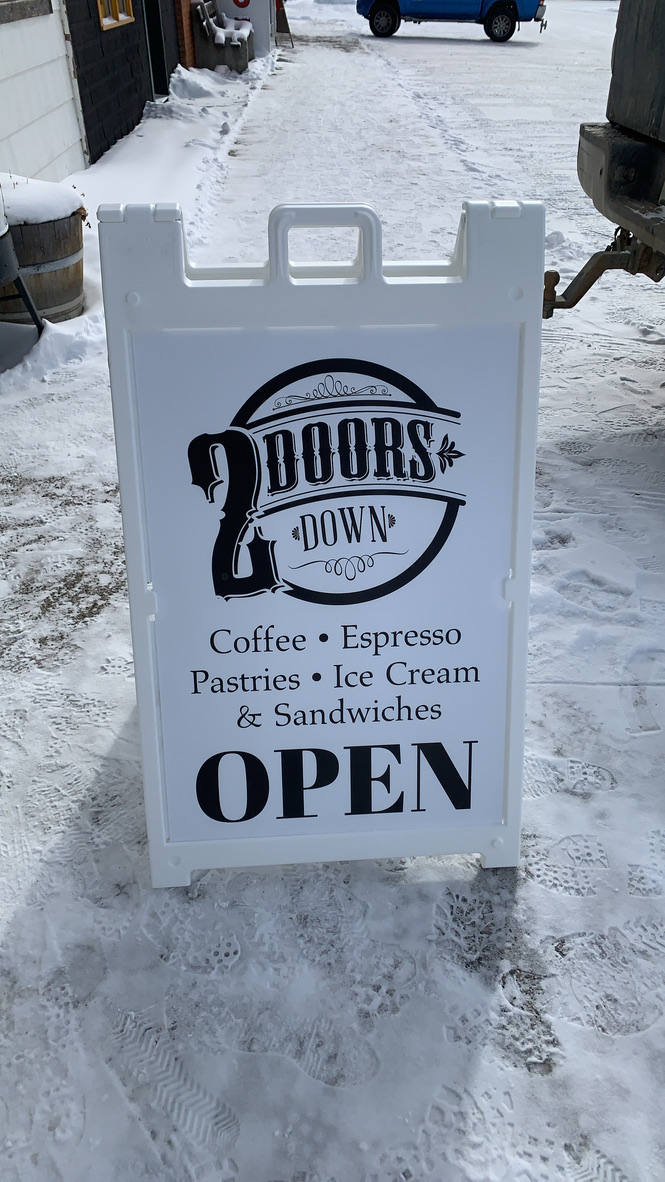 2 DOORS
DOWN
Coffee • Espresso
Pastries • Ice Cream
& Sandwiches
OPEN